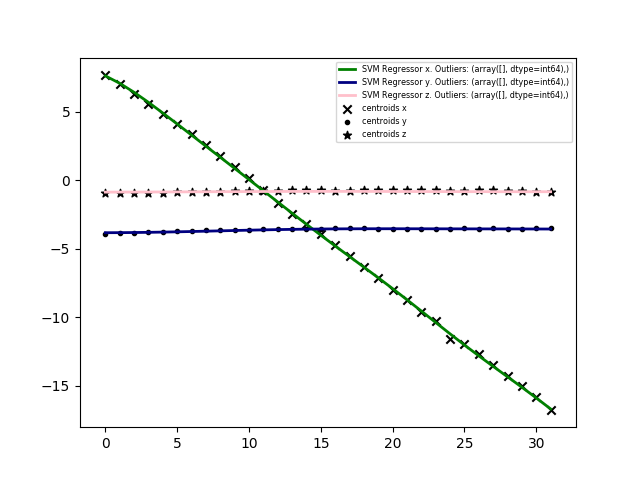 SVM Regressor x. Outliers: (array([], dtype=int64),)
SVM Regressor y. Outliers: (array([], dtype=int64),)
SVM Regressor z. Outliers: (array([], dtype=int64),)
centroids x
centroids y
centroids z
5
0
−5
−10
−15
0 5 10 15 20 25 30